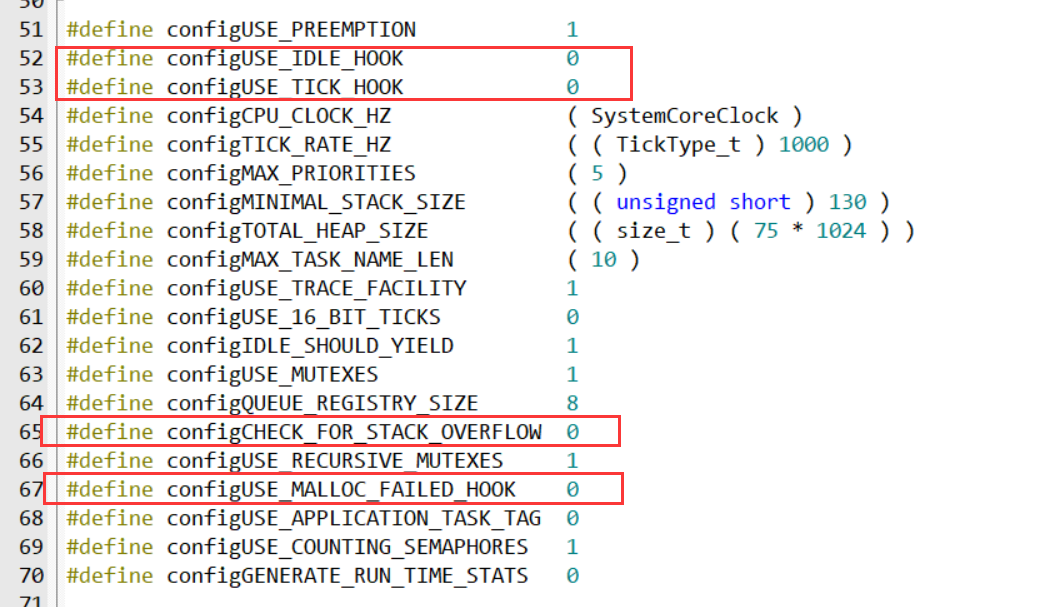 50
51 #define configUSE_PREEMPTION 1
52 #define configUSE_IDLE_HOOK 0
53 #define configUSE_TICK_HOOK 0
54 #define configCPU_CLOCK_HZ ( SystemCoreClock )
55 #define configTICK_RATE_HZ ( ( TickType_t ) 1000 )
56 #define configMAX_PRIORITIES ( 5 )
57 #define configMINIMAL_STACK_SIZE ( ( unsigned short ) 130 )
58 #define configTOTAL_HEAP_SIZE ( ( size_t ) ( 75 * 1024 ) )
59 #define configMAX_TASK_NAME_LEN ( 10 )
60 #define configUSE_TRACE_FACILITY 1
61 #define configUSE_16_BIT_TICKS 0
62 #define configIDLE_SHOULD_YIELD 1
63 #define configUSE_MUTEXES 1
64 #define configQUEUE_REGISTRY_SIZE 8
65 #define configCHECK_FOR_STACK_OVERFLOW 0
66 #define configUSE_RECURSIVE_MUTEXES 1
67 #define configUSE_MALLOC_FAILED_HOOK 0
68 #define configUSE_APPLICATION_TASK_TAG 0
69 #define configUSE_COUNTING_SEMAPHORES 1
70 #define configGENERATE_RUN_TIME_STATS 0
71